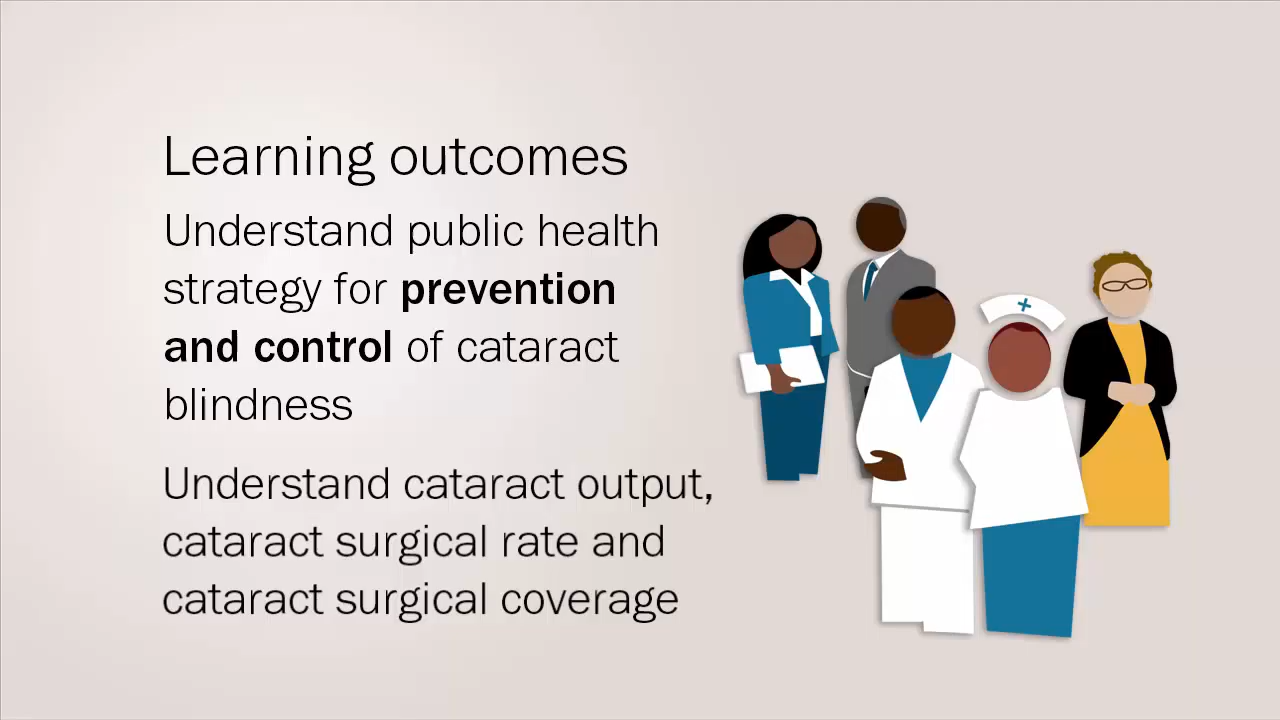 Learning outcomes
Understand public health
strategy for prevention
and control of cataract
blindness
Understand cataract output,
cataract surgical rate and
cataract surgical coverage